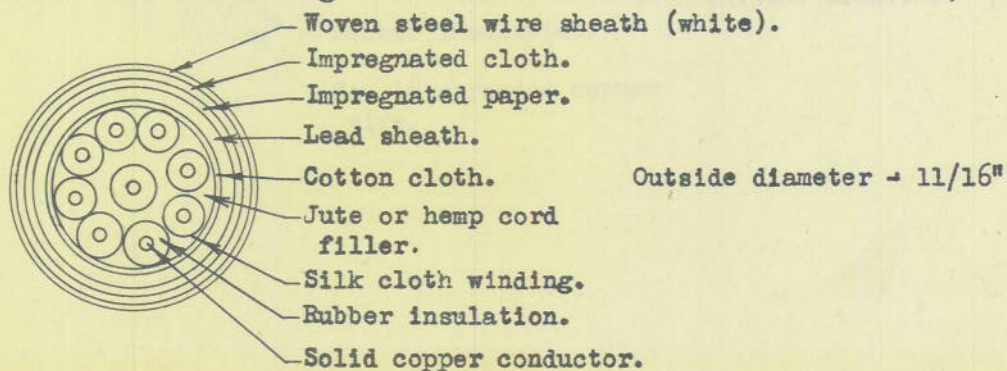 Woven steel wire sheath (white).
Impregnated cloth.
Impregnated paper.
Lead sheath.
Cotton cloth.
Outside diameter - 11/16"
Jute or hemp cord
filler.
Silk cloth winding.
Rubber insulation.
Solid copper conductor.